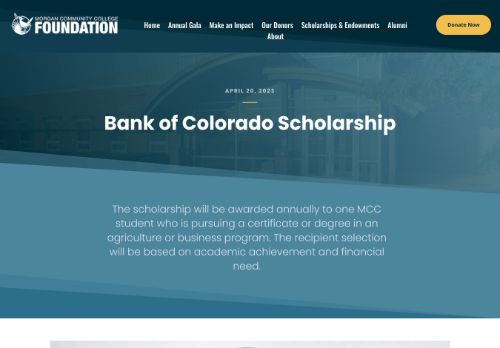 MORGAN COMMUNITY COLLEGE
FOUNDATION
Home Annual Gala Make an Impact Our Donors Scholarships & Endowments Alumni
About
Donate Now
APRIL 20, 2023
Bank of Colorado Scholarship
The scholarship will be awarded annually to one MCC
student who is pursuing a certificate or degree in an
agriculture or business program. The recipient selection
will be based on academic achievement and financial
need.